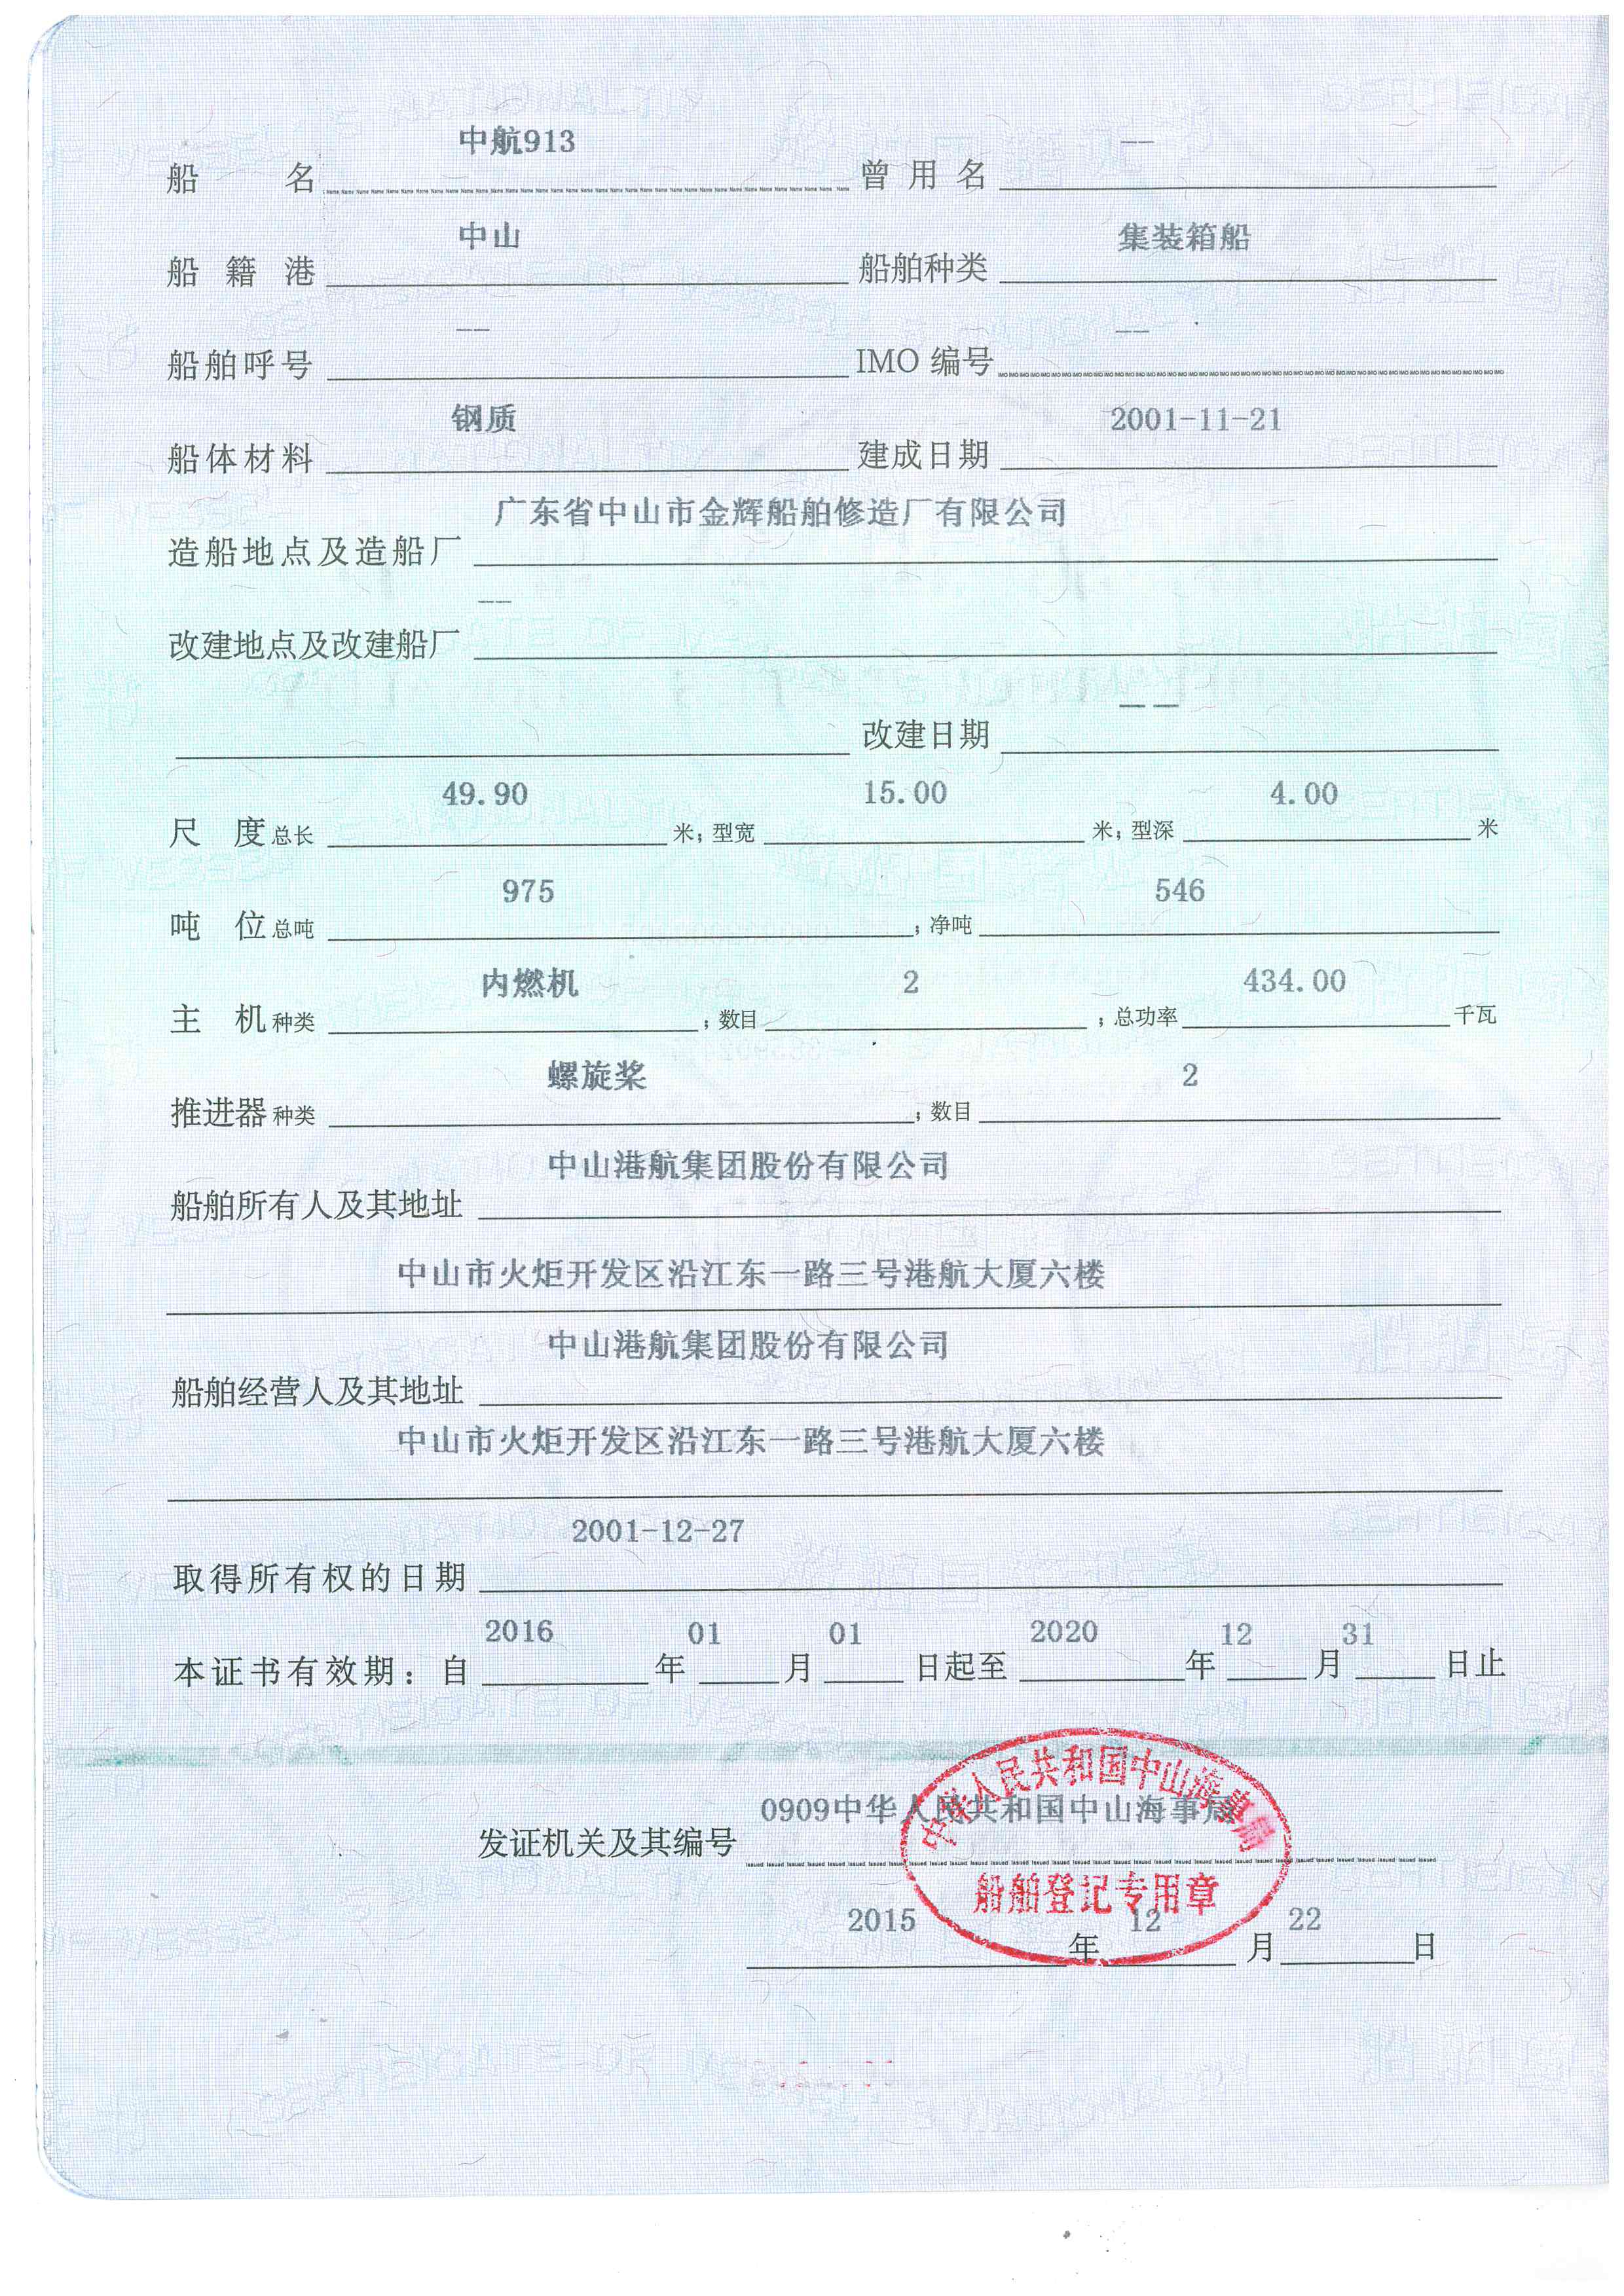 船名 中航913 曾用名 ——
船籍港 中山 船舶种类 集装箱船
船舶呼号 —— IMO 编号 ——
船体材料 钢质 建成日期 2001-11-21
造船地点及造船厂 广东省中山市金辉船舶修造厂有限公司
改建地点及改建船厂 ——
改建日期 ——
尺度 总长 49.90 米; 型宽 15.00 米; 型深 4.00 米
吨位 总吨 975 ; 净吨 546
主机 种类 内燃机 ; 数目 2 ; 总功率 434.00 千瓦
推进器 种类 螺旋桨 ; 数目 2
船舶所有人及其地址 中山港航集团股份有限公司
中山市火炬开发区沿江东一路三号港航大厦六楼
船舶经营人及其地址 中山港航集团股份有限公司
中山市火炬开发区沿江东一路三号港航大厦六楼
取得所有权的日期 2001-12-27
本证书有效期: 自 2016 年 01 月 01 日起至 2020 年 12 月 31 日止
中华人民共和国中山海事局
发证机关及其编号 0909中华人民共和国中山海事局
船舶登记专用章
2015 年 12 月 22 日